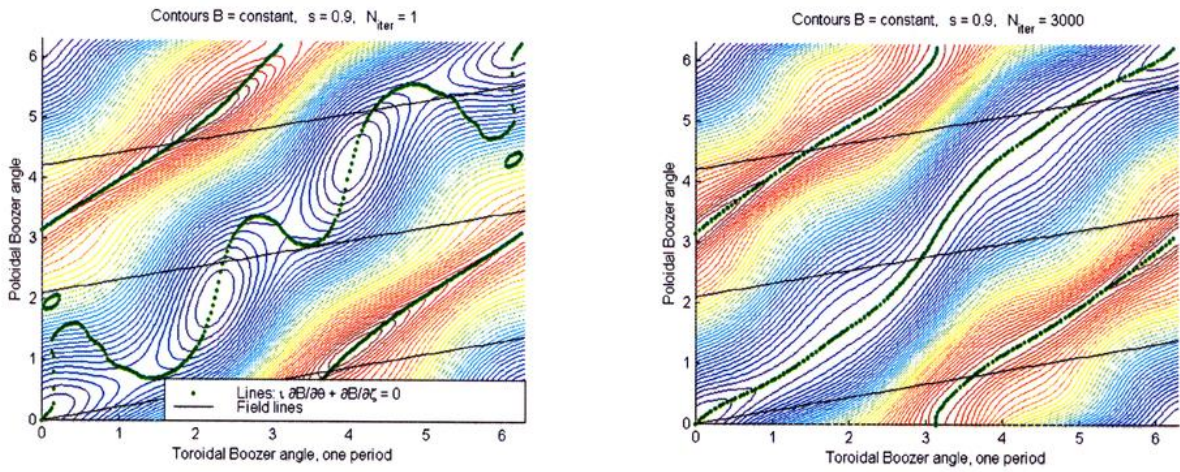 Contours B = constant, s = 0.9, N_iter = 1
6
5
4
3
2
1
0
Poloidal Boozer angle
Lines: ι ∂B/∂θ + ∂B/∂ζ = 0
Field lines
0 1 2 3 4 5 6
Toroidal Boozer angle, one period
Contours B = constant, s = 0.9, N_iter = 3000
6
5
4
3
2
1
0
Poloidal Boozer angle
0 1 2 3 4 5 6
Toroidal Boozer angle, one period